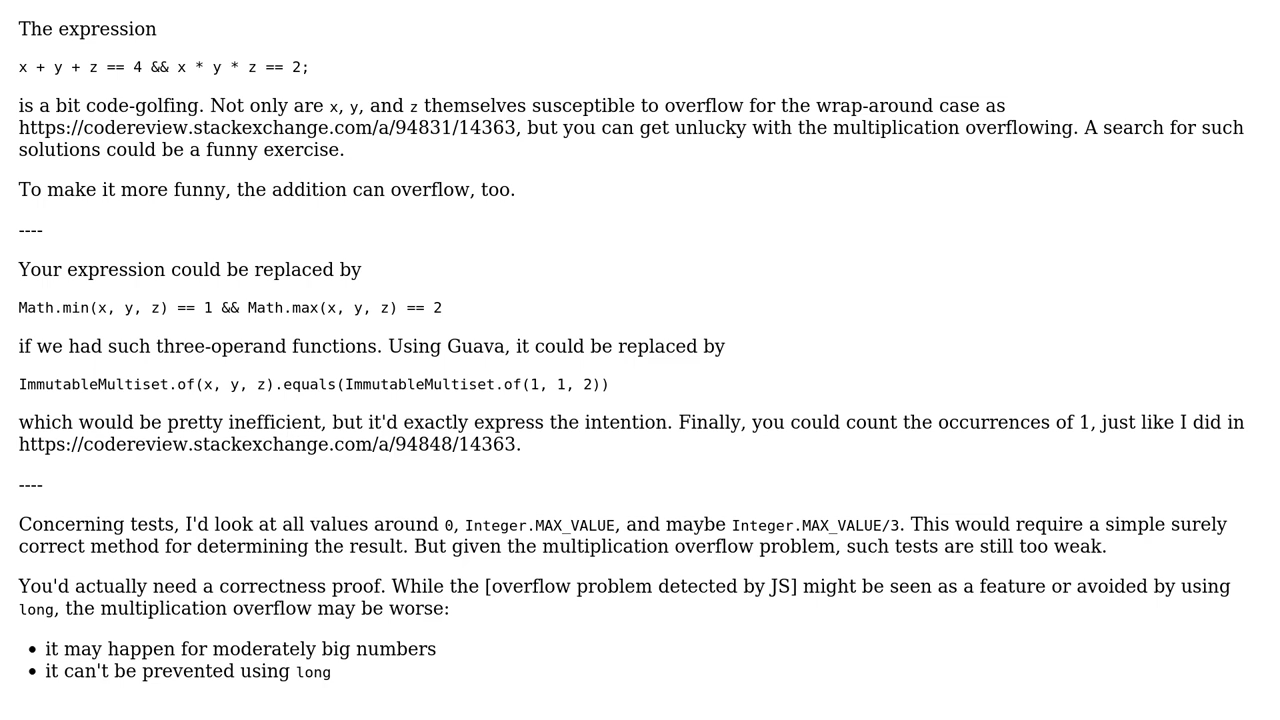 The expression
x + y + z == 4 && x * y * z == 2;
is a bit code-golfing. Not only are x, y, and z themselves susceptible to overflow for the wrap-around case as
https://codereview.stackexchange.com/a/94831/14363, but you can get unlucky with the multiplication overflowing. A search for such
solutions could be a funny exercise.
To make it more funny, the addition can overflow, too.
----
Your expression could be replaced by
Math.min(x, y, z) == 1 && Math.max(x, y, z) == 2
if we had such three-operand functions. Using Guava, it could be replaced by
ImmutableMultiset.of(x, y, z).equals(ImmutableMultiset.of(1, 1, 2))
which would be pretty inefficient, but it'd exactly express the intention. Finally, you could count the occurrences of 1, just like I did in
https://codereview.stackexchange.com/a/94848/14363.
----
Concerning tests, I'd look at all values around 0, Integer.MAX_VALUE, and maybe Integer.MAX_VALUE/3. This would require a simple surely
correct method for determining the result. But given the multiplication overflow problem, such tests are still too weak.
You'd actually need a correctness proof. While the [overflow problem detected by JS] might be seen as a feature or avoided by using
long, the multiplication overflow may be worse:
• it may happen for moderately big numbers
• it can't be prevented using long